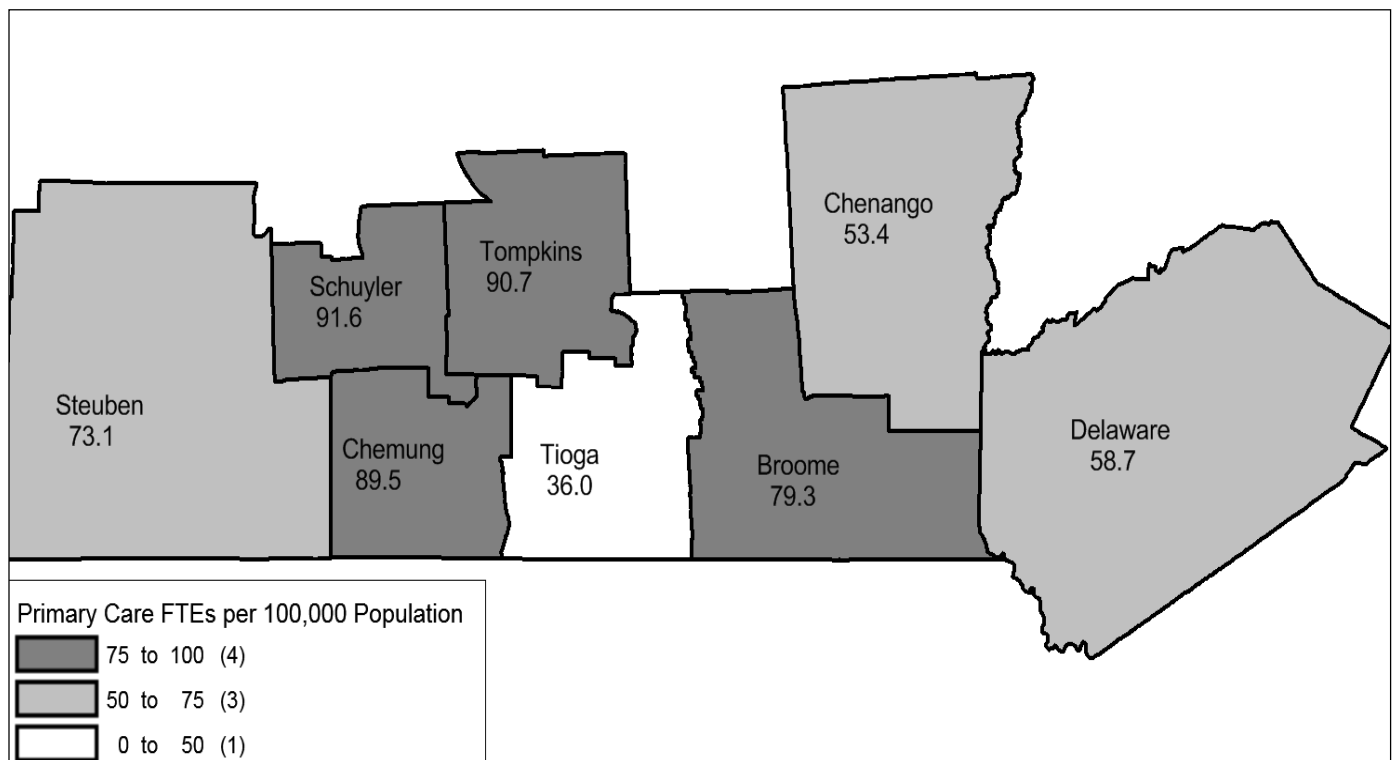 Chenango
53.4
Tompkins
90.7
Schuyler
91.6
Steuben
73.1
Chemung
89.5
Tioga
36.0
Broome
79.3
Delaware
58.7
Primary Care FTEs per 100,000 Population
75 to 100 (4)
50 to 75 (3)
0 to 50 (1)